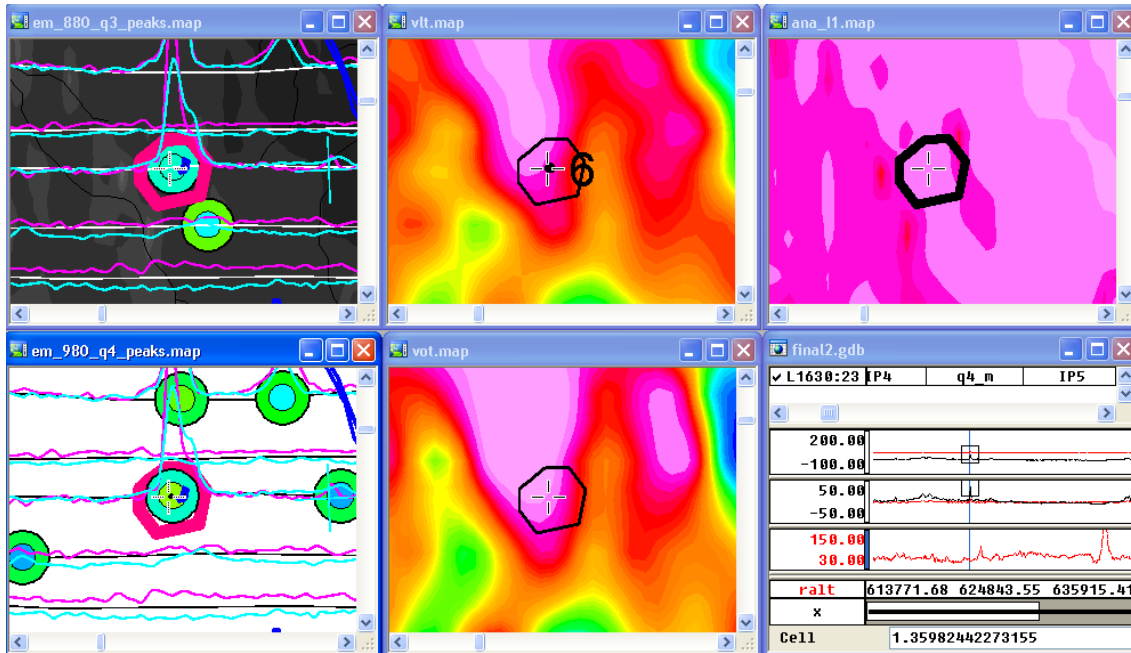 em_880_q3_peaks.map
vlt.map
ana_l1.map
6
em_980_q4_peaks.map
vot.map
final2.gdb
✓ L1630:23 IP4 q4_m IP5
200.00
-100.00
50.00
-50.00
150.00
30.00
ralt 613771.68 624843.55 635915.41
x
Cell 1.35982442273155